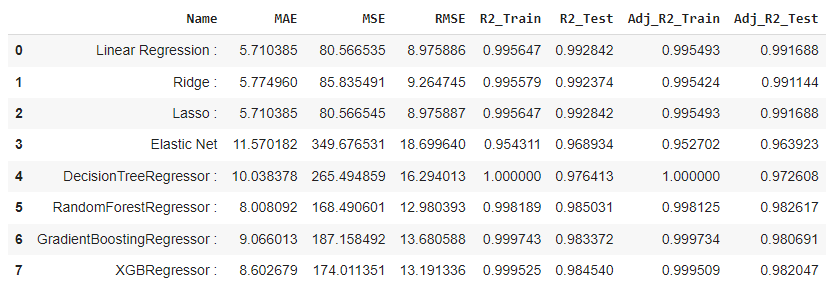 Name MAE MSE RMSE R2_Train R2_Test Adj_R2_Train Adj_R2_Test
0 Linear Regression : 5.710385 80.566535 8.975886 0.995647 0.992842 0.995493 0.991688
1 Ridge : 5.774960 85.835491 9.264745 0.995579 0.992374 0.995424 0.991144
2 Lasso : 5.710385 80.566545 8.975887 0.995647 0.992842 0.995493 0.991688
3 Elastic Net 11.570182 349.676531 18.699640 0.954311 0.968934 0.952702 0.963923
4 DecisionTreeRegressor : 10.038378 265.494859 16.294013 1.000000 0.976413 1.000000 0.972608
5 RandomForestRegressor : 8.008092 168.490601 12.980393 0.998189 0.985031 0.998125 0.982617
6 GradientBoostingRegressor : 9.066013 187.158492 13.680588 0.999743 0.983372 0.999734 0.980691
7 XGBRegressor : 8.602679 174.011351 13.191336 0.999525 0.984540 0.999509 0.982047